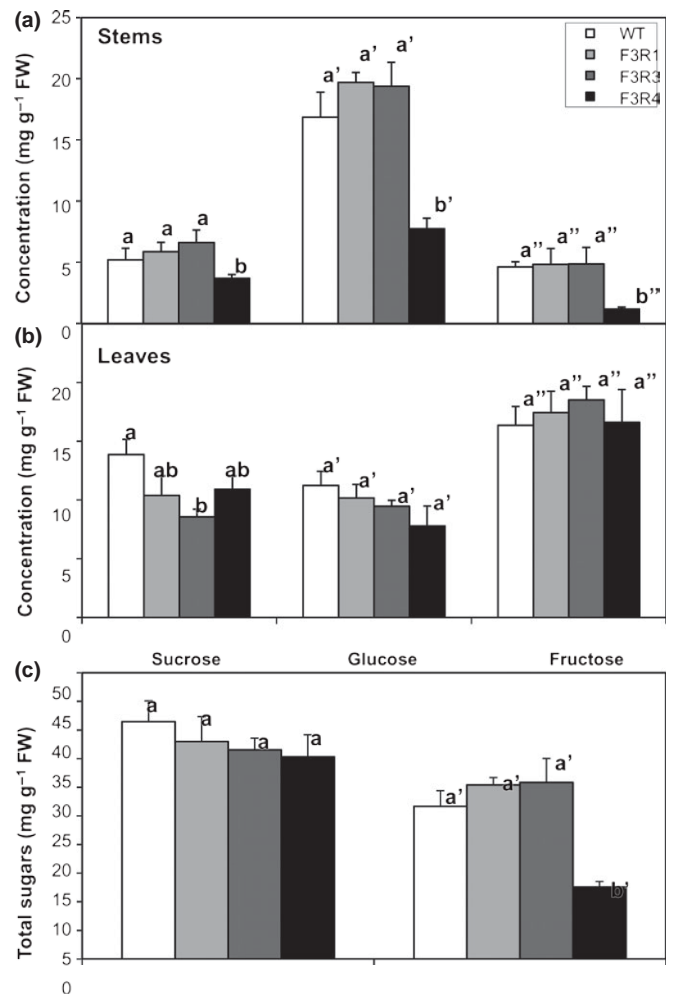 (a)
Concentration (mg g⁻¹ FW)
25
20
15
10
5
0
Stems
WT
F3R1
F3R3
F3R4
a a a b
a’ a’ a’ b’
a’’ a’’ a’’ b’’
(b)
Concentration (mg g⁻¹ FW)
20
15
10
5
0
Leaves
a ab b ab
a’ a’ a’ a’
a’’ a’’ a’’ a’’
Sucrose Glucose Fructose
(c)
Total sugars (mg g⁻¹ FW)
50
45
40
35
30
25
20
15
10
5
0
a a a a
a’ a’ a’ b’